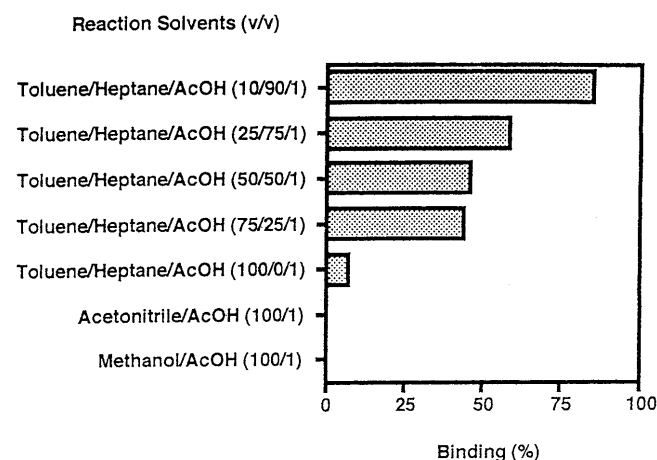 Reaction Solvents (v/v)
Toluene/Heptane/AcOH (10/90/1)
Toluene/Heptane/AcOH (25/75/1)
Toluene/Heptane/AcOH (50/50/1)
Toluene/Heptane/AcOH (75/25/1)
Toluene/Heptane/AcOH (100/0/1)
Acetonitrile/AcOH (100/1)
Methanol/AcOH (100/1)
0 25 50 75 100
Binding (%)